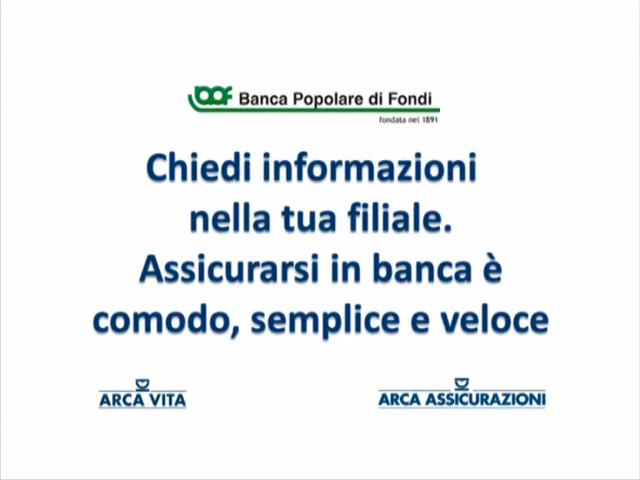 Banca Popolare di Fondi
fondata nel 1891
Chiedi informazioni
nella tua filiale.
Assicurarsi in banca è
comodo, semplice e veloce
ARCA VITA
ARCA ASSICURAZIONI